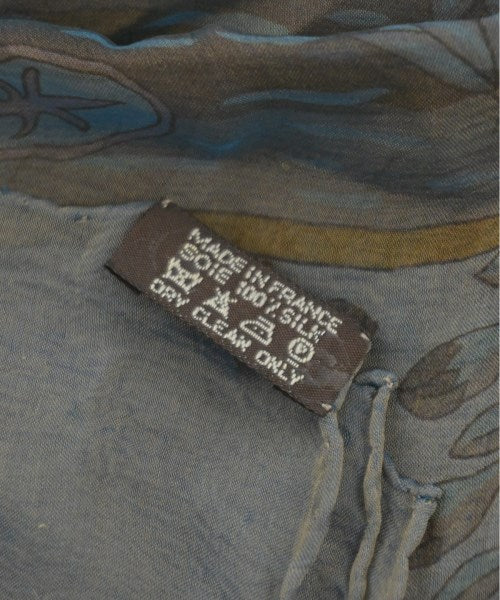 MADE IN FRANCE
SOIE 100% SILK
P
DRY CLEAN ONLY